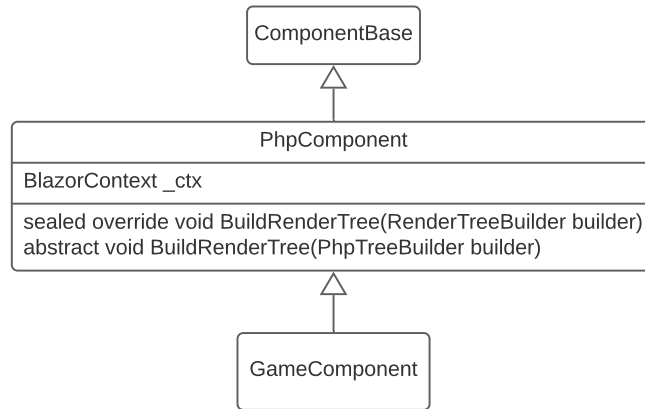 ComponentBase
PhpComponent
BlazorContext _ctx
sealed override void BuildRenderTree(RenderTreeBuilder builder)
abstract void BuildRenderTree(PhpTreeBuilder builder)
GameComponent